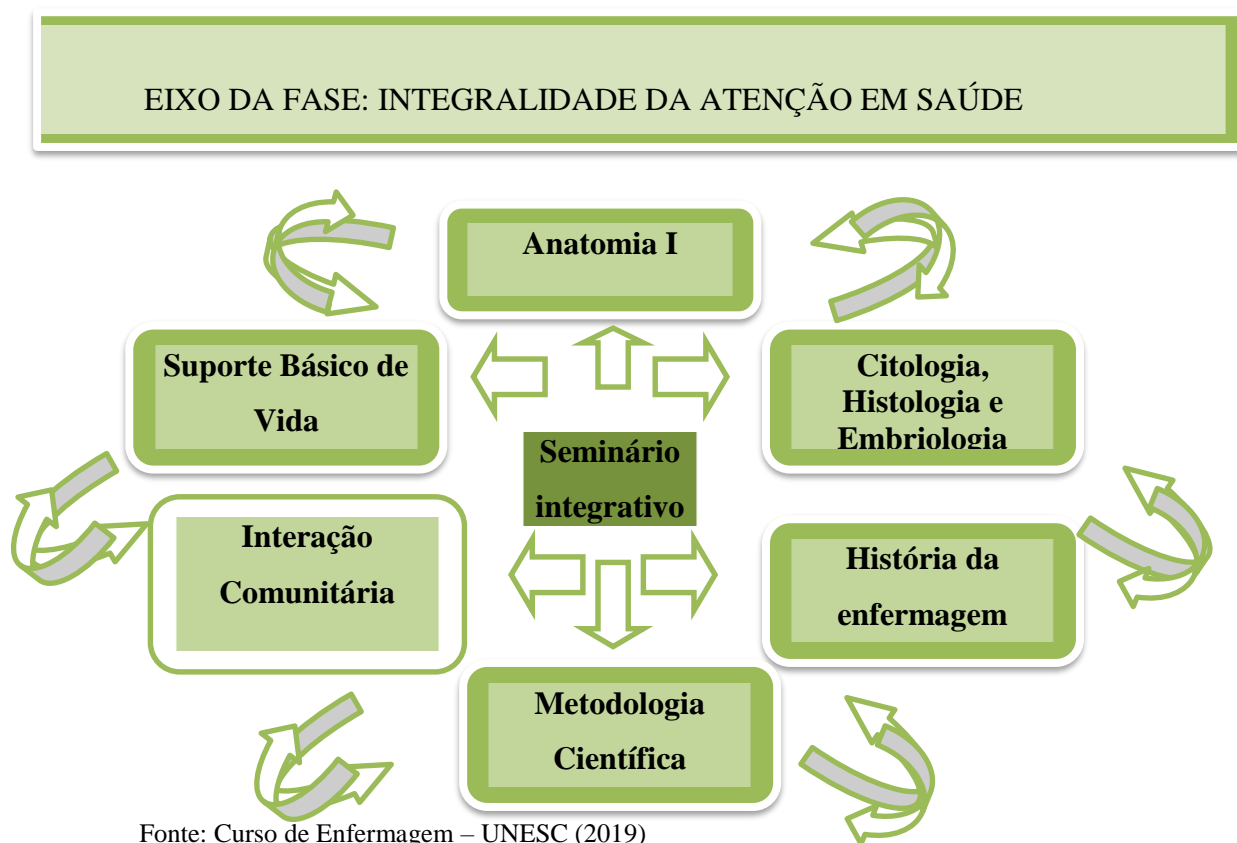 EIXO DA FASE: INTEGRALIDADE DA ATENÇÃO EM SAÚDE
Anatomia I
Suporte Básico de
Vida
Citologia,
Histologia e
Embriologia
Seminário
integrativo
Interação
Comunitária
História da
enfermagem
Metodologia
Científica
Fonte: Curso de Enfermagem – UNESC (2019)